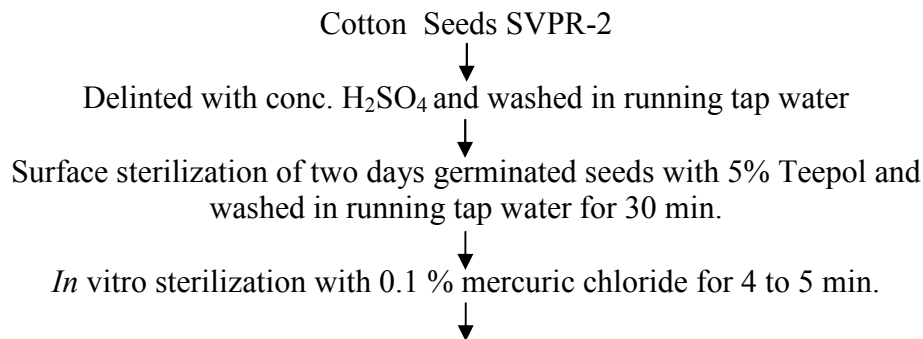 Cotton Seeds SVPR-2
Delinted with conc. H₂SO₄ and washed in running tap water
Surface sterilization of two days germinated seeds with 5% Teepol and
washed in running tap water for 30 min.
In vitro sterilization with 0.1 % mercuric chloride for 4 to 5 min.